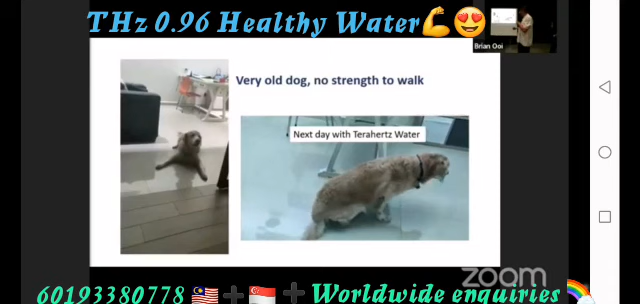 THz 0.96 Healthy Water💪😍
Brian Ooi
Very old dog, no strength to walk
Next day with Terahertz Water
zoom
60193380778 🇲🇾➕🇸🇬➕ Worldwide enquiries🌈